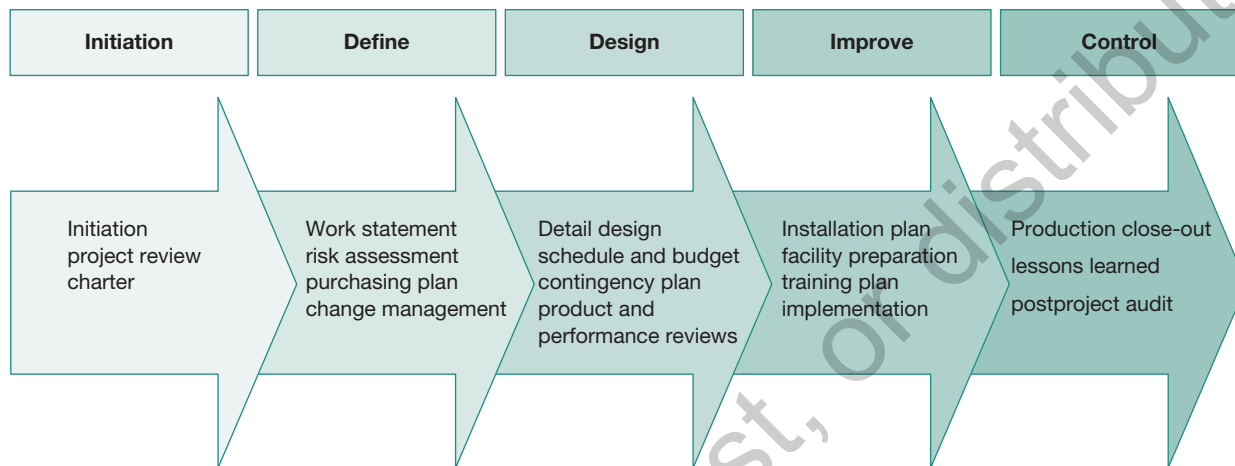 Initiation
Define
Design
Improve
Control
Initiation
project review
charter
Work statement
risk assessment
purchasing plan
change management
Detail design
schedule and budget
contingency plan
product and
performance reviews
Installation plan
facility preparation
training plan
implementation
Production close-out
lessons learned
postproject audit
or